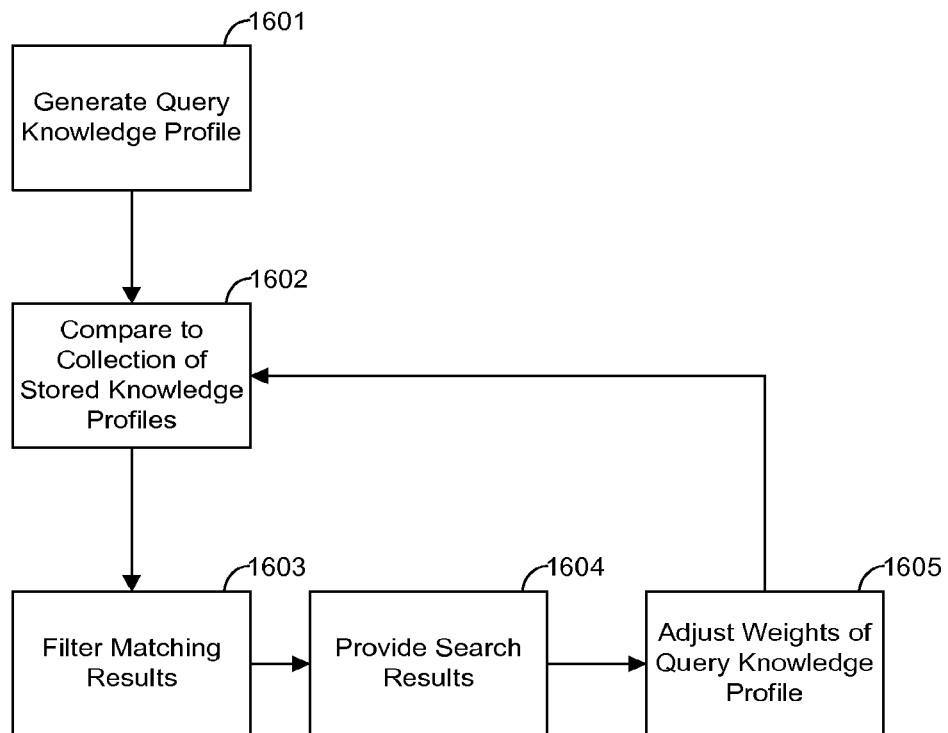 1601
Generate Query
Knowledge Profile
1602
Compare to
Collection of
Stored Knowledge
Profiles
1603
Filter Matching
Results
1604
Provide Search
Results
1605
Adjust Weights of
Query Knowledge
Profile